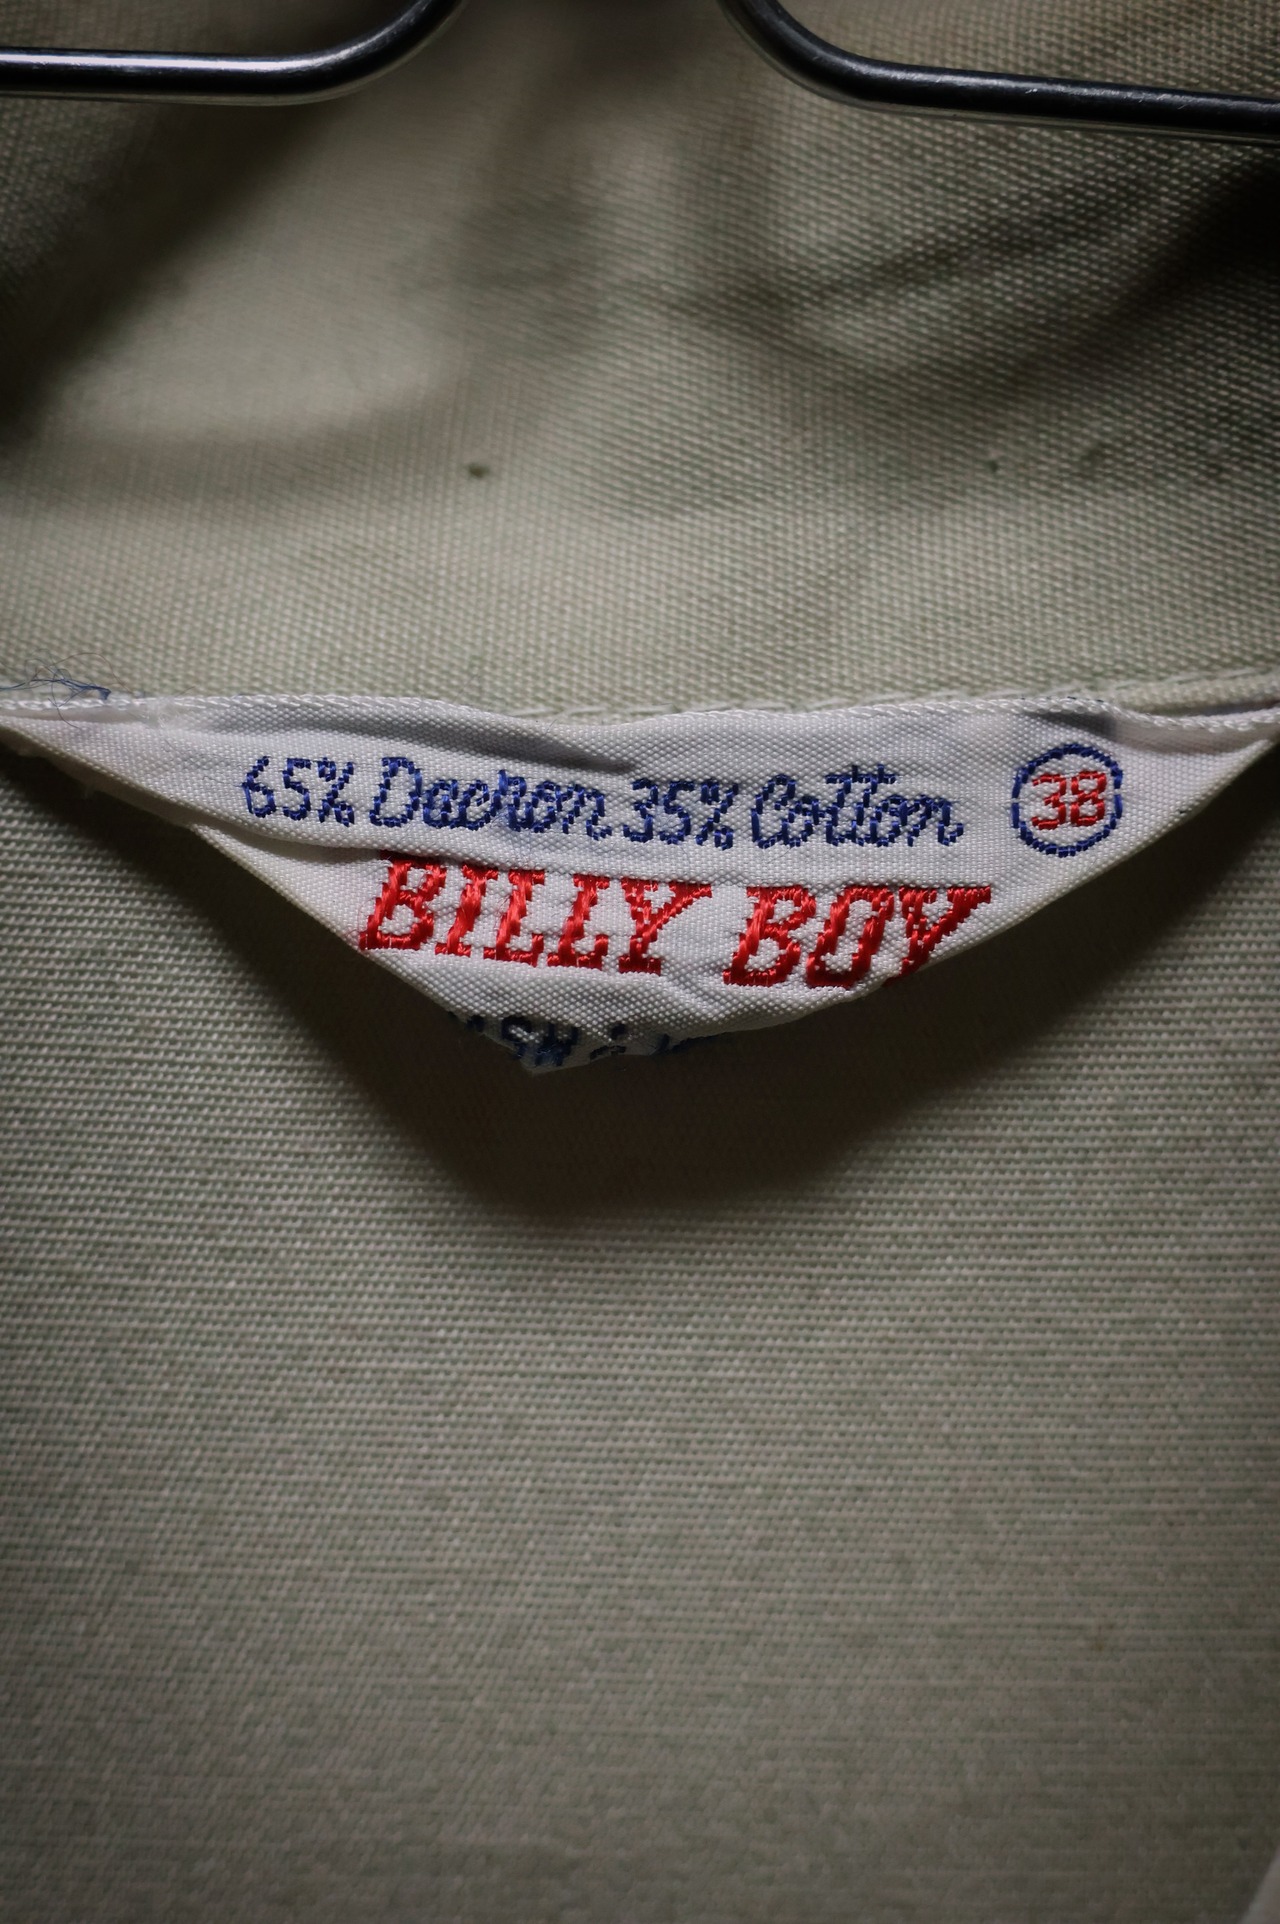 65% Dacron 35% Cotton 38
BILLY BOY